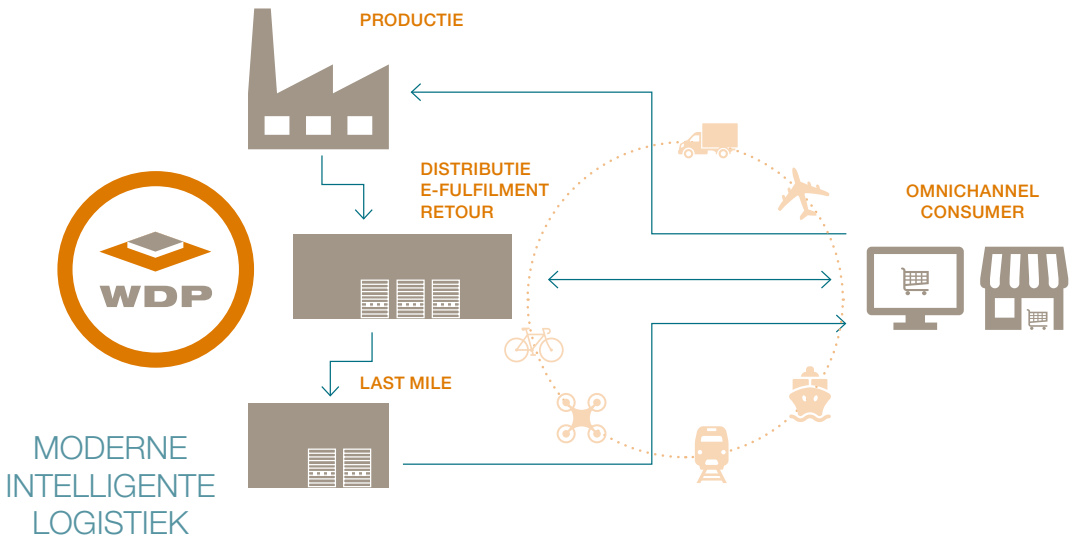 PRODUCTIE
DISTRIBUTIE
E-FULFILMENT
RETOUR
OMNICHANNEL
CONSUMER
WDP
LAST MILE
MODERNE
INTELLIGENTE
LOGISTIEK